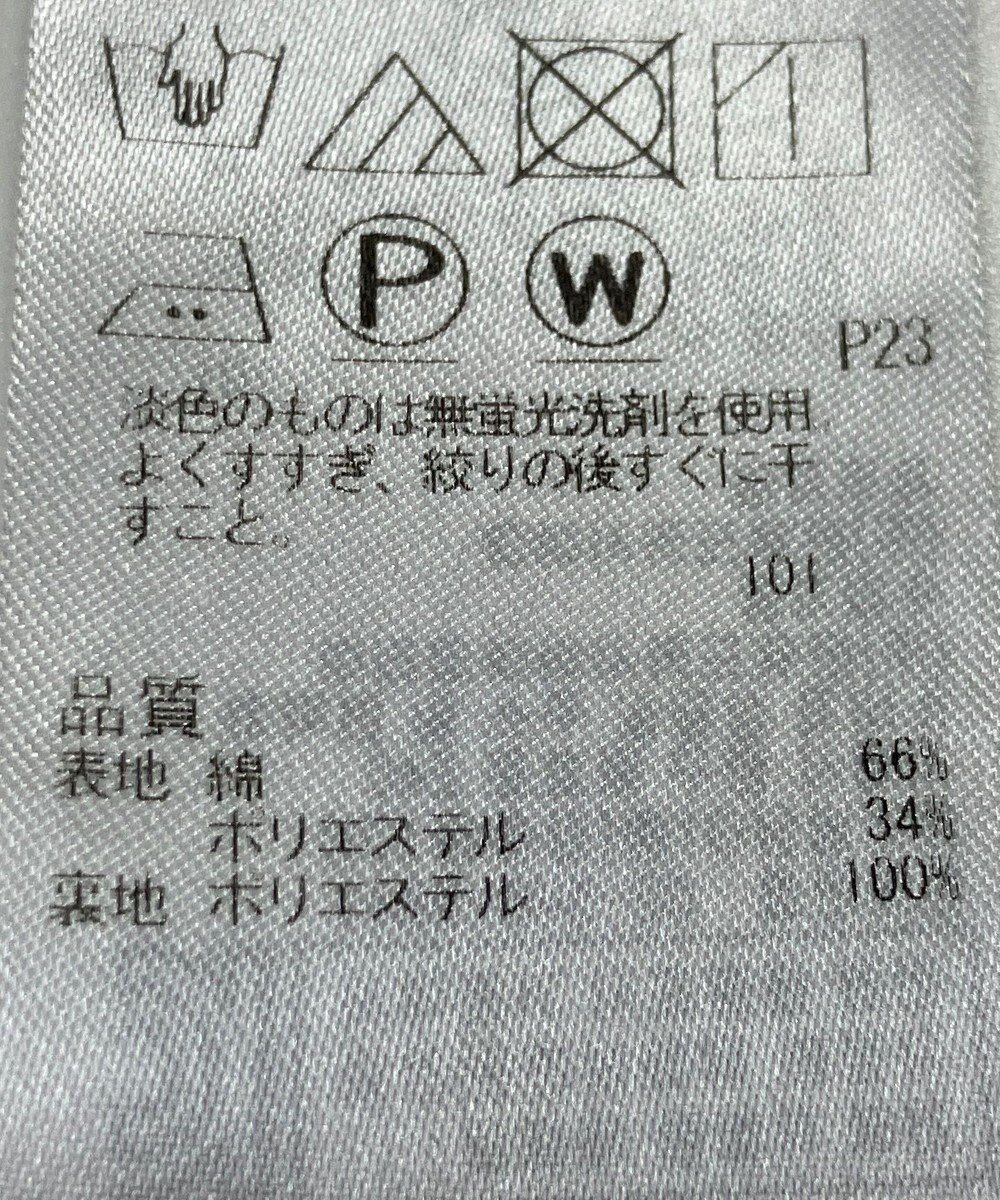 P W
P23
淡色のものは無蛍光洗剤を使用
よくすすぎ、絞りの後すぐに干
すこと。
101
品質
表地 綿 66%
ポリエステル 34%
裏地 ポリエステル 100%